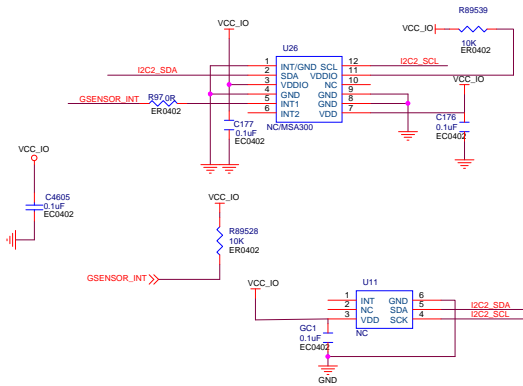 R89539
VCC_IO
VCC_IO
10K
ER0402
U26
1 INT/GND SCL 12 I2C2_SCL
I2C2_SDA 2 SDA VDDIO 11
3 VDDIO NC 10
4 GND GND 9
GSENSOR_INT R97 0R 5 INT1 GND 8
ER0402
6 INT2 VDD 7
NC/MSA300
VCC_IO
C177
0.1uF
EC0402
C176
0.1uF
EC0402
VCC_IO
C4605
0.1uF
EC0402
VCC_IO
R89528
10K
ER0402
GSENSOR_INT
VCC_IO
U11
1 INT GND 6
2 NC SDA 5 I2C2_SDA
3 VDD SCK 4 I2C2_SCL
NC
GC1
0.1uF
EC0402
GND